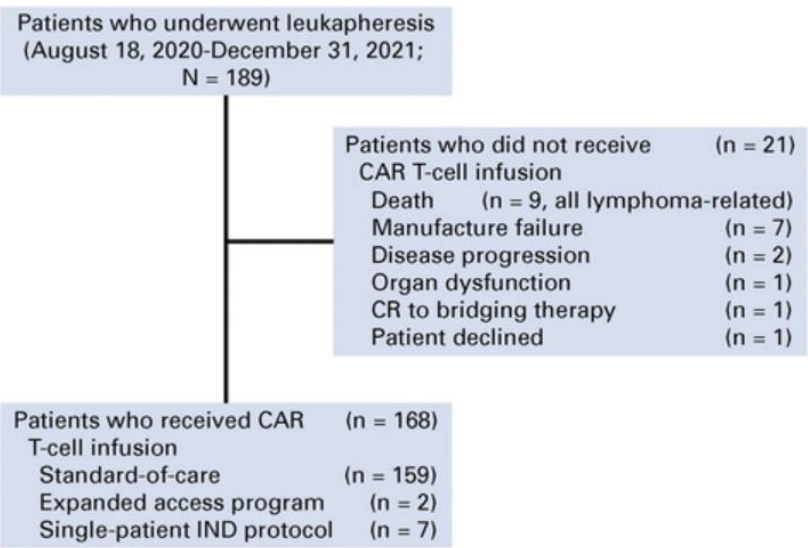 Patients who underwent leukapheresis
(August 18, 2020-December 31, 2021;
N = 189)
Patients who did not receive (n = 21)
CAR T-cell infusion
Death (n = 9, all lymphoma-related)
Manufacture failure (n = 7)
Disease progression (n = 2)
Organ dysfunction (n = 1)
CR to bridging therapy (n = 1)
Patient declined (n = 1)
Patients who received CAR (n = 168)
T-cell infusion
Standard-of-care (n = 159)
Expanded access program (n = 2)
Single-patient IND protocol (n = 7)